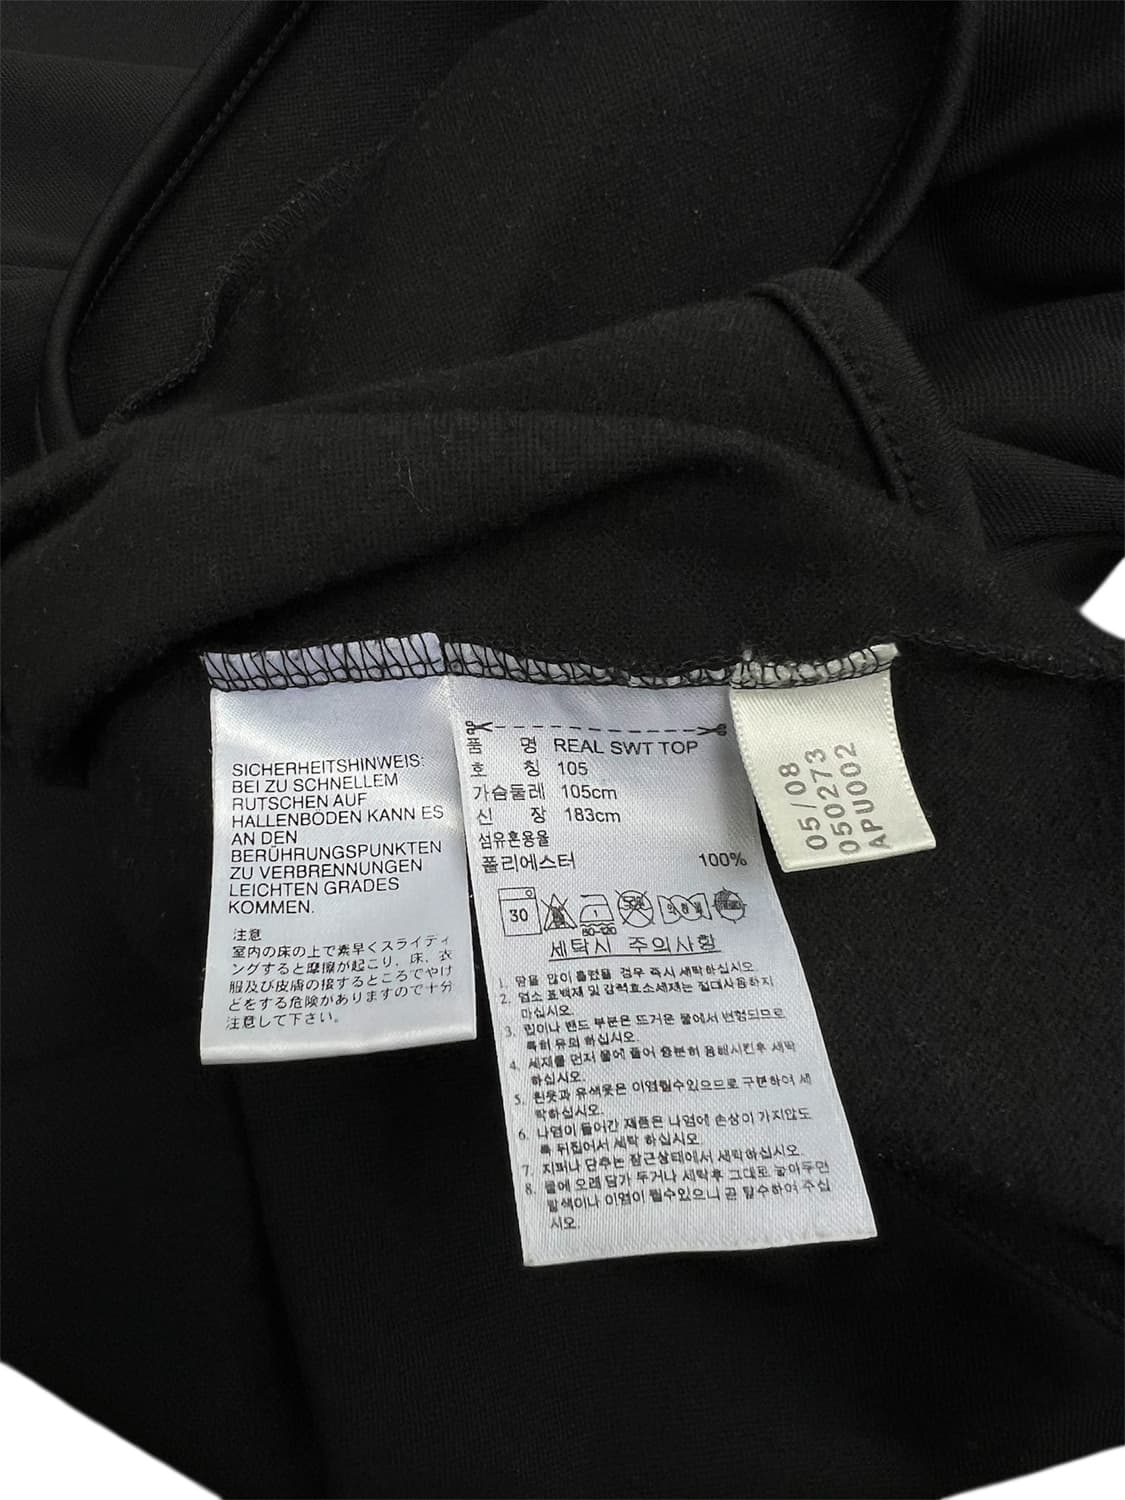 SICHERHEITSHINWEIS:
BEI ZU SCHNELLEM
RUTSCHEN AUF
HALLENBÖDEN KANN ES
AN DEN
BERÜHRUNGSPUNKTEN
ZU VERBRENNUNGEN
LEICHTEN GRADES
KOMMEN.
注意
室内の床の上で素早くスライディ
ングすると摩擦が起こり、床、衣
服及び皮膚の接するところでやけ
どをする危険がありますので十分
注意して下さい。
품 명 REAL SWT TOP
호 칭 105
가슴둘레 105cm
신 장 183cm
섬유혼용율
폴리에스터 100%
30
80-120
세탁시 주의사항
1. 땀을 많이 흘렸을 경우 즉시 세탁하십시오.
2. 염소 표백제 및 강력효소세제는 절대사용하지
마십시오.
3. 립이나 밴드 부분은 뜨거운 물에서 변형되므로
특히 유의 하십시오.
4. 세제를 먼저 물에 풀어 충분히 용해시킨후 세탁
하십시오.
5. 흰옷과 유색옷은 이염될수있으므로 구분하여 세
탁하십시오.
6. 나염이 들어간 제품은 나염에 손상이 가지않도
록 뒤집어서 세탁 하십시오.
7. 지퍼나 단추는 잠근상태에서 세탁하십시오.
8. 물에 오래 담가 두거나 세탁후 그대로 놓아두면
탈색이나 이염이 될수있으니 곧 탈수하여 주십
시오.
05/08
050273
APU002